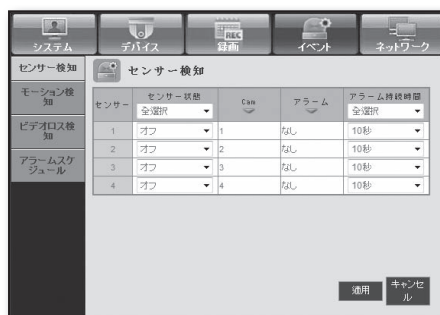 システム
デバイス
REC
録画
イベント
ネットワーク
センサー検知
モーション検
知
ビデオロス検
知
アラームスケ
ジュール
センサー検知
センサー
センサー状態
全選択
Cam
アラーム
アラーム持続時間
全選択
1 オフ 1 なし 10秒
2 オフ 2 なし 10秒
3 オフ 3 なし 10秒
4 オフ 4 なし 10秒
適用
キャンセ
ル